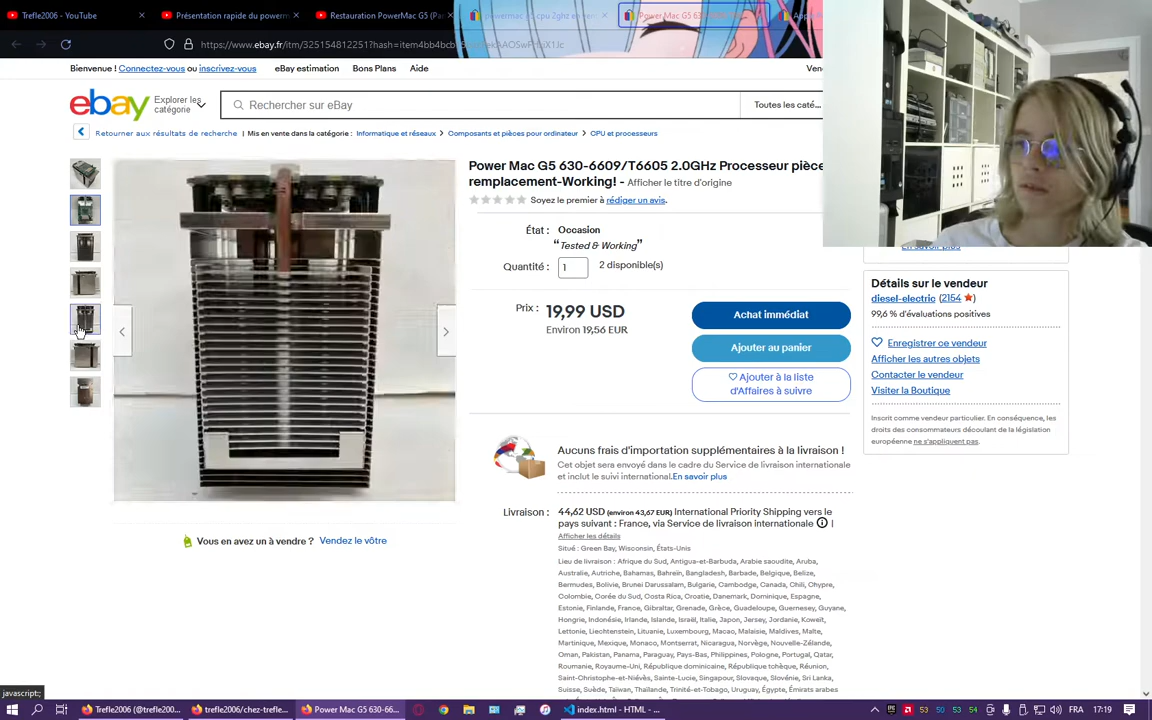 Trefle2006 - YouTube
Présentation rapide du powerm
Restauration PowerMac G5 (Pa
powermac g5 cpu 2ghz en ven
Power Mac G5 630-6609
https://www.ebay.fr/itm/325154812251?hash=item4bb4bcb
Bienvenue ! Connectez-vous ou inscrivez-vous
eBay estimation
Bons Plans
Aide
ebay
Explorer les catégorie
Rechercher sur eBay
Toutes les caté...
Retourner aux résultats de recherche
Mis en vente dans la catégorie :
Informatique et réseaux
Composants et pièces pour ordinateur
CPU et processeurs
Power Mac G5 630-6609/T6605 2.0GHz Processeur pièce
remplacement-Working! - Afficher le titre d'origine
Soyez le premier à rédiger un avis.
État : Occasion
“Tested & Working”
Quantité : 1 2 disponible(s)
Prix : 19,99 USD
Environ 19,56 EUR
Achat immédiat
Ajouter au panier
Ajouter à la liste
d'Affaires à suivre
Aucuns frais d'importation supplémentaires à la livraison !
Cet objet sera envoyé dans le cadre du Service de livraison internationale
et inclut le suivi international.En savoir plus
Livraison : 44,62 USD (environ 43,67 EUR) International Priority Shipping vers le
pays suivant : France, via Service de livraison internationale |
Afficher les détails
Situé : Green Bay, Wisconsin, États-Unis
Lieu de livraison : Afrique du Sud, Antigua-et-Barbuda, Arabie saoudite, Aruba,
Australie, Autriche, Bahamas, Bahreïn, Bangladesh, Barbade, Belgique, Belize,
Bermudes, Bolivie, Brunei Darussalam, Bulgarie, Cambodge, Canada, Chili, Chypre,
Colombie, Corée du Sud, Costa Rica, Croatie, Danemark, Dominique, Espagne,
Estonie, Finlande, France, Gibraltar, Grenade, Grèce, Guadeloupe, Guernesey, Guyane,
Hongrie, Indonésie, Irlande, Islande, Israël, Italie, Japon, Jersey, Jordanie, Koweït,
Lettonie, Liechtenstein, Lituanie, Luxembourg, Macao, Malaisie, Maldives, Malte,
Martinique, Mexique, Monaco, Montserrat, Nicaragua, Norvège, Nouvelle-Zélande,
Oman, Pakistan, Panama, Paraguay, Pays-Bas, Philippines, Pologne, Portugal, Qatar,
Roumanie, Royaume-Uni, République dominicaine, République tchèque, Réunion,
Saint-Christophe-et-Niévès, Sainte-Lucie, Singapour, Slovaquie, Slovénie, Sri Lanka,
Suisse, Suède, Taïwan, Thaïlande, Trinité-et-Tobago, Uruguay, Égypte, Émirats arabes
Vous en avez un à vendre ? Vendez le vôtre
En savoir plus
Détails sur le vendeur
diesel-electric (2154)
99,6 % d'évaluations positives
Enregistrer ce vendeur
Afficher les autres objets
Contacter le vendeur
Visiter la Boutique
Inscrit comme vendeur particulier. En conséquence, les
droits des consommateurs découlant de la législation
européenne ne s'appliquent pas.
javascript:;
Trefle2006 (@trefle200...
trefle2006/chez-trefle...
Power Mac G5 630-66...
index.html - HTML - ...
53 50 53 54
FRA
17:19